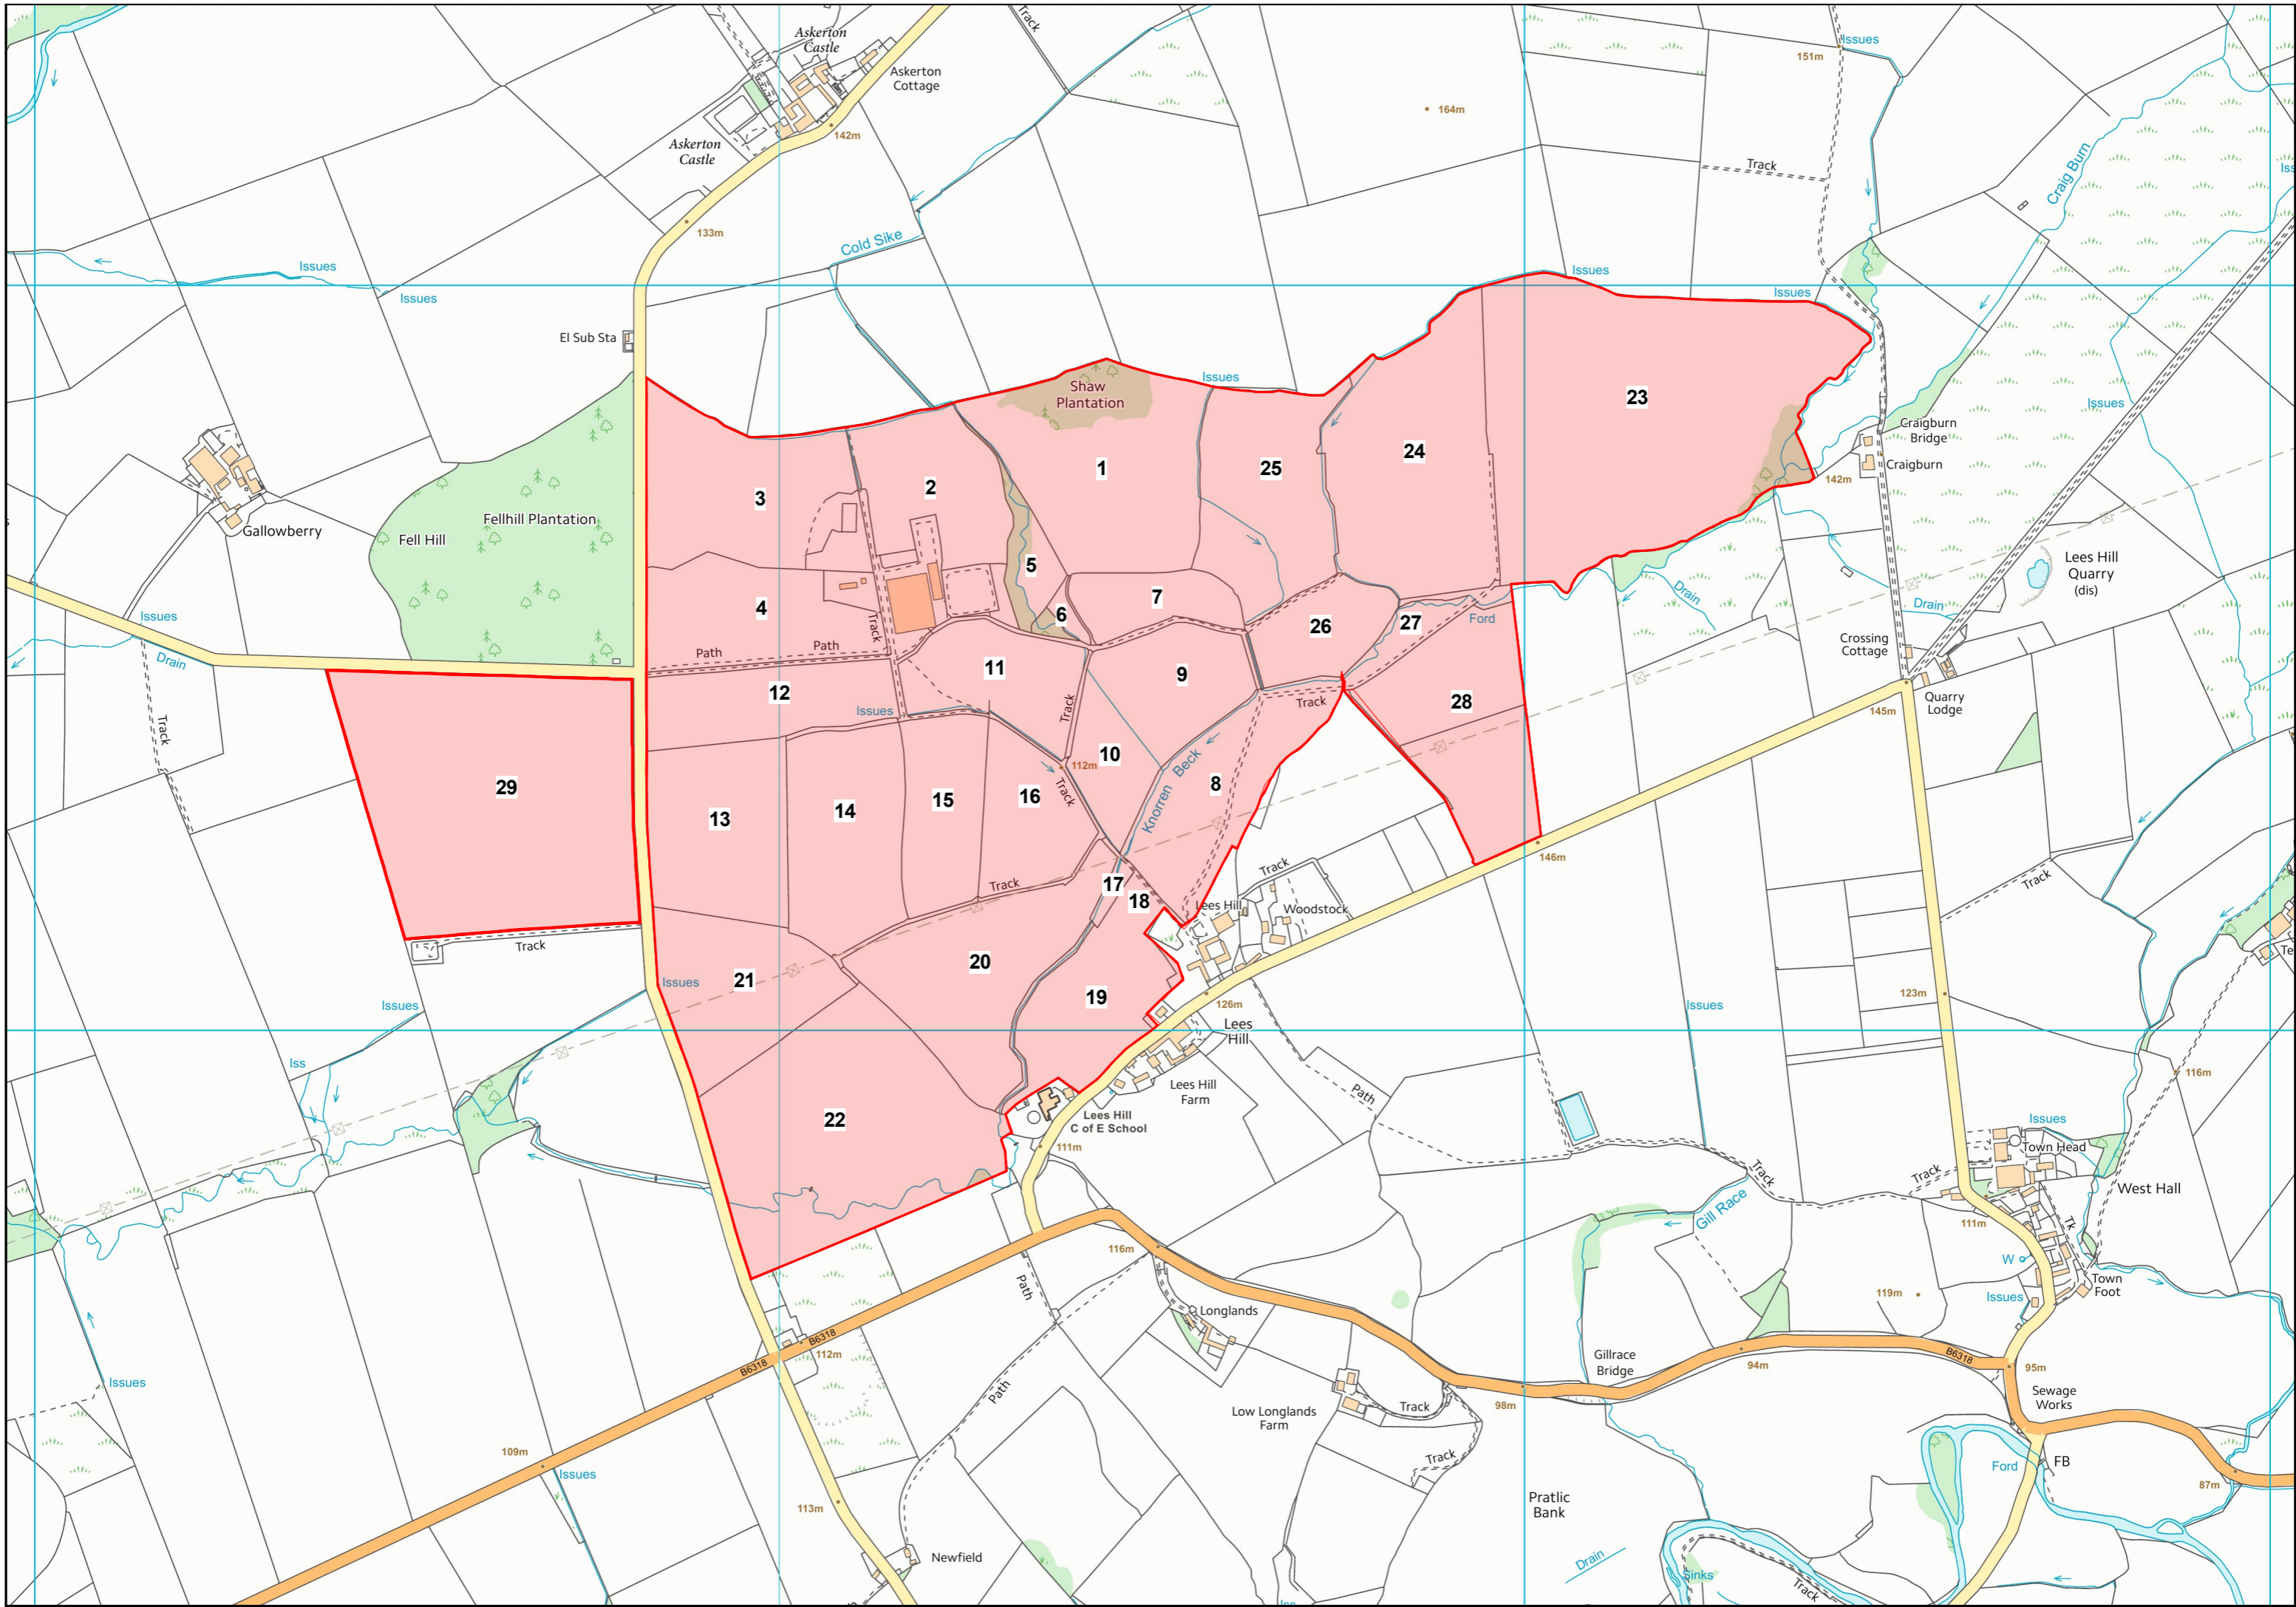 Track
Askerton
Castle
Askerton
Cottage
142m
Askerton
Castle
Issues
151m
164m
Track
Craig Burn
Iss
133m
Cold Sike
Issues
Issues
Issues
Issues
El Sub Sta
Shaw
Plantation
Issues
23
Issues
Craigburn
Bridge
Craigburn
142m
24
25
1
2
3
Gallowberry
Fellhill Plantation
Fell Hill
Lees Hill
Quarry
(dis)
Drain
Drain
5
7
6
4
Track
26
27
Ford
Issues
Drain
Path
Path
Crossing
Cottage
11
9
12
Track
Issues
Track
Track
28
Quarry
Lodge
145m
10
112m
Knorren Beck
8
29
13
14
15
16
Track
146m
17
18
Track
Track
Lees Hill
Woodstock
Track
Te
Track
20
21
Issues
19
126m
Issues
Issues
123m
Lees
Hill
Iss
Lees Hill
Farm
Path
116m
22
Lees Hill
C of E School
111m
Issues
Town Head
Track
Track
West Hall
Gill Race
111m
Tk
116m
W
Path
Town
Foot
Issues
119m
Longlands
B6318
B6318
112m
Issues
Gillrace
Bridge
94m
B6318
95m
Path
Sewage
Works
Low Longlands
Farm
Track
98m
109m
Issues
Track
Ford
FB
87m
113m
Pratlic
Bank
Newfield
Drain
Sinks
Track